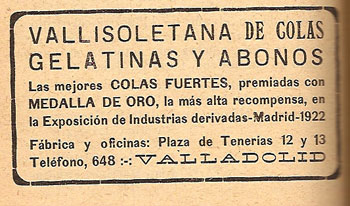 VALLISOLETANA DE COLAS
GELATINAS Y ABONOS
Las mejores COLAS FUERTES, premiadas con
MEDALLA DE ORO, la más alta recompensa, en
la Exposición de Industrias derivadas-Madrid-1922
Fábrica y oficinas: Plaza de Tenerías 12 y 13
Teléfono, 648 :-: VALLADOLID